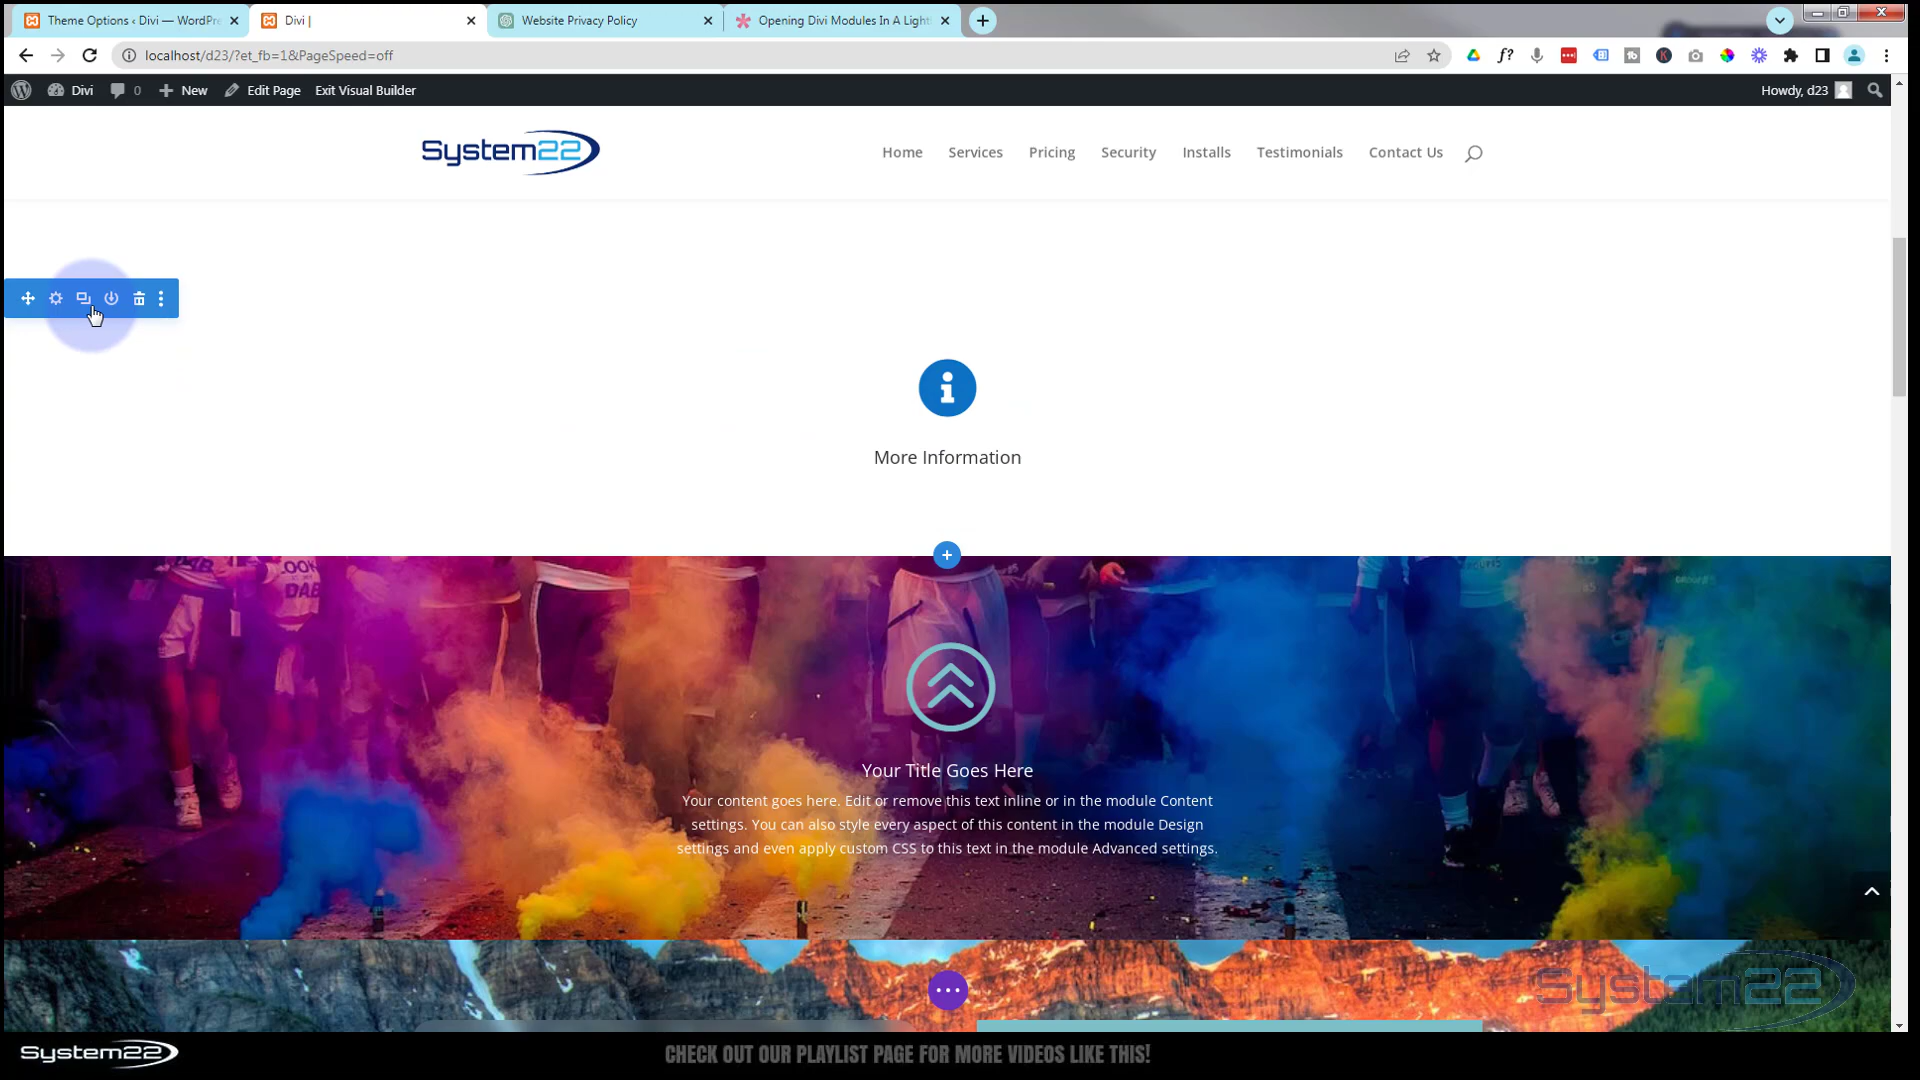 Theme Options ‹ Divi — WordPre
Divi |
Website Privacy Policy
Opening Divi Modules In A Light
localhost/d23/?et_fb=1&PageSpeed=off
f?
Divi
0
New
Edit Page
Exit Visual Builder
Howdy, d23
System22
Home
Services
Pricing
Security
Installs
Testimonials
Contact Us
More Information
Your Title Goes Here
Your content goes here. Edit or remove this text inline or in the module Content
settings. You can also style every aspect of this content in the module Design
settings and even apply custom CSS to this text in the module Advanced settings.
System22
System22
CHECK OUT OUR PLAYLIST PAGE FOR MORE VIDEOS LIKE THIS!